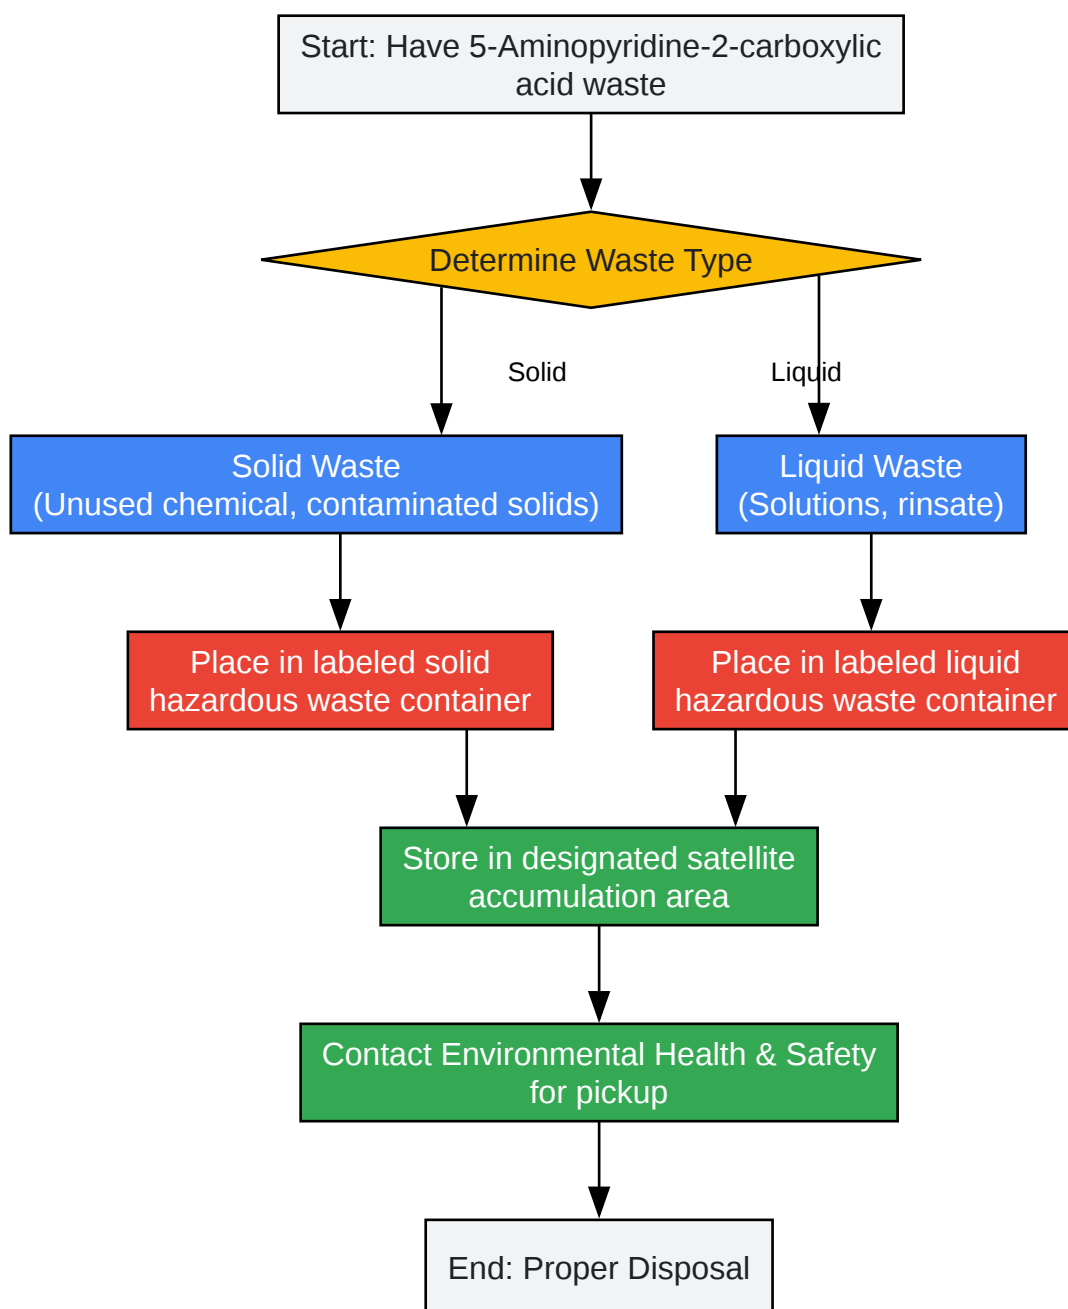 Start: Have 5-Aminopyridine-2-carboxylic
acid waste
Determine Waste Type
Solid
Liquid
Solid Waste
(Unused chemical, contaminated solids)
Liquid Waste
(Solutions, rinsate)
Place in labeled solid
hazardous waste container
Place in labeled liquid
hazardous waste container
Store in designated satellite
accumulation area
Contact Environmental Health & Safety
for pickup
End: Proper Disposal